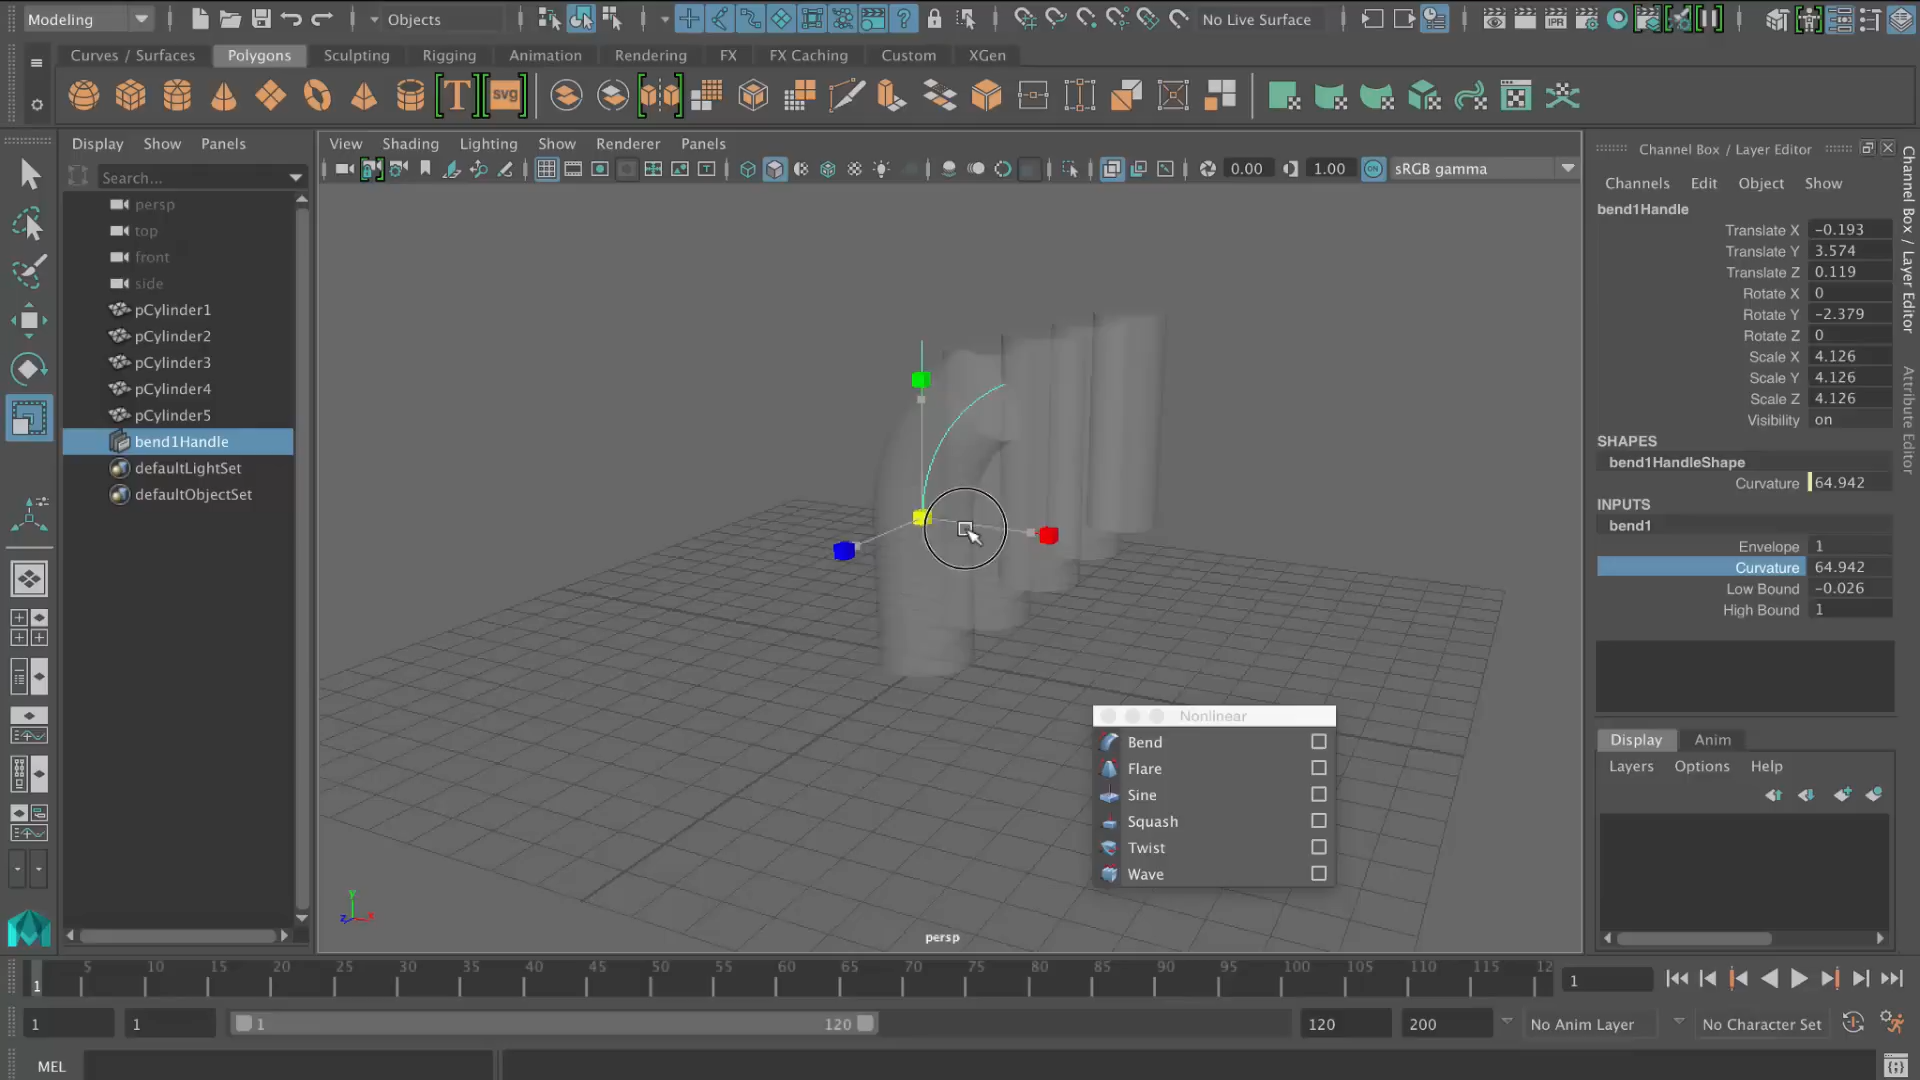 Modeling
Objects
No Live Surface
Curves / Surfaces
Polygons
Sculpting
Rigging
Animation
Rendering
FX
FX Caching
Custom
XGen
T
svg
IPR
Display
Show
Panels
Search...
persp
top
front
side
pCylinder1
pCylinder2
pCylinder3
pCylinder4
pCylinder5
bend1Handle
defaultLightSet
defaultObjectSet
View
Shading
Lighting
Show
Renderer
Panels
0.00
1.00
ON
sRGB gamma
y
z
x
persp
Nonlinear
Bend
Flare
Sine
Squash
Twist
Wave
Channel Box / Layer Editor
Channels
Edit
Object
Show
bend1Handle
Translate X -0.193
Translate Y 3.574
Translate Z 0.119
Rotate X 0
Rotate Y -2.379
Rotate Z 0
Scale X 4.126
Scale Y 4.126
Scale Z 4.126
Visibility on
SHAPES
bend1HandleShape
Curvature 64.942
INPUTS
bend1
Envelope 1
Curvature 64.942
Low Bound -0.026
High Bound 1
Display
Anim
Layers
Options
Help
Channel Box / Layer Editor
Attribute Editor
1
5 10 15 20 25 30 35 40 45 50 55 60 65 70 75 80 85 90 95 100 105 110 115 12
1
1
1
1
120
120
200
No Anim Layer
No Character Set
MEL